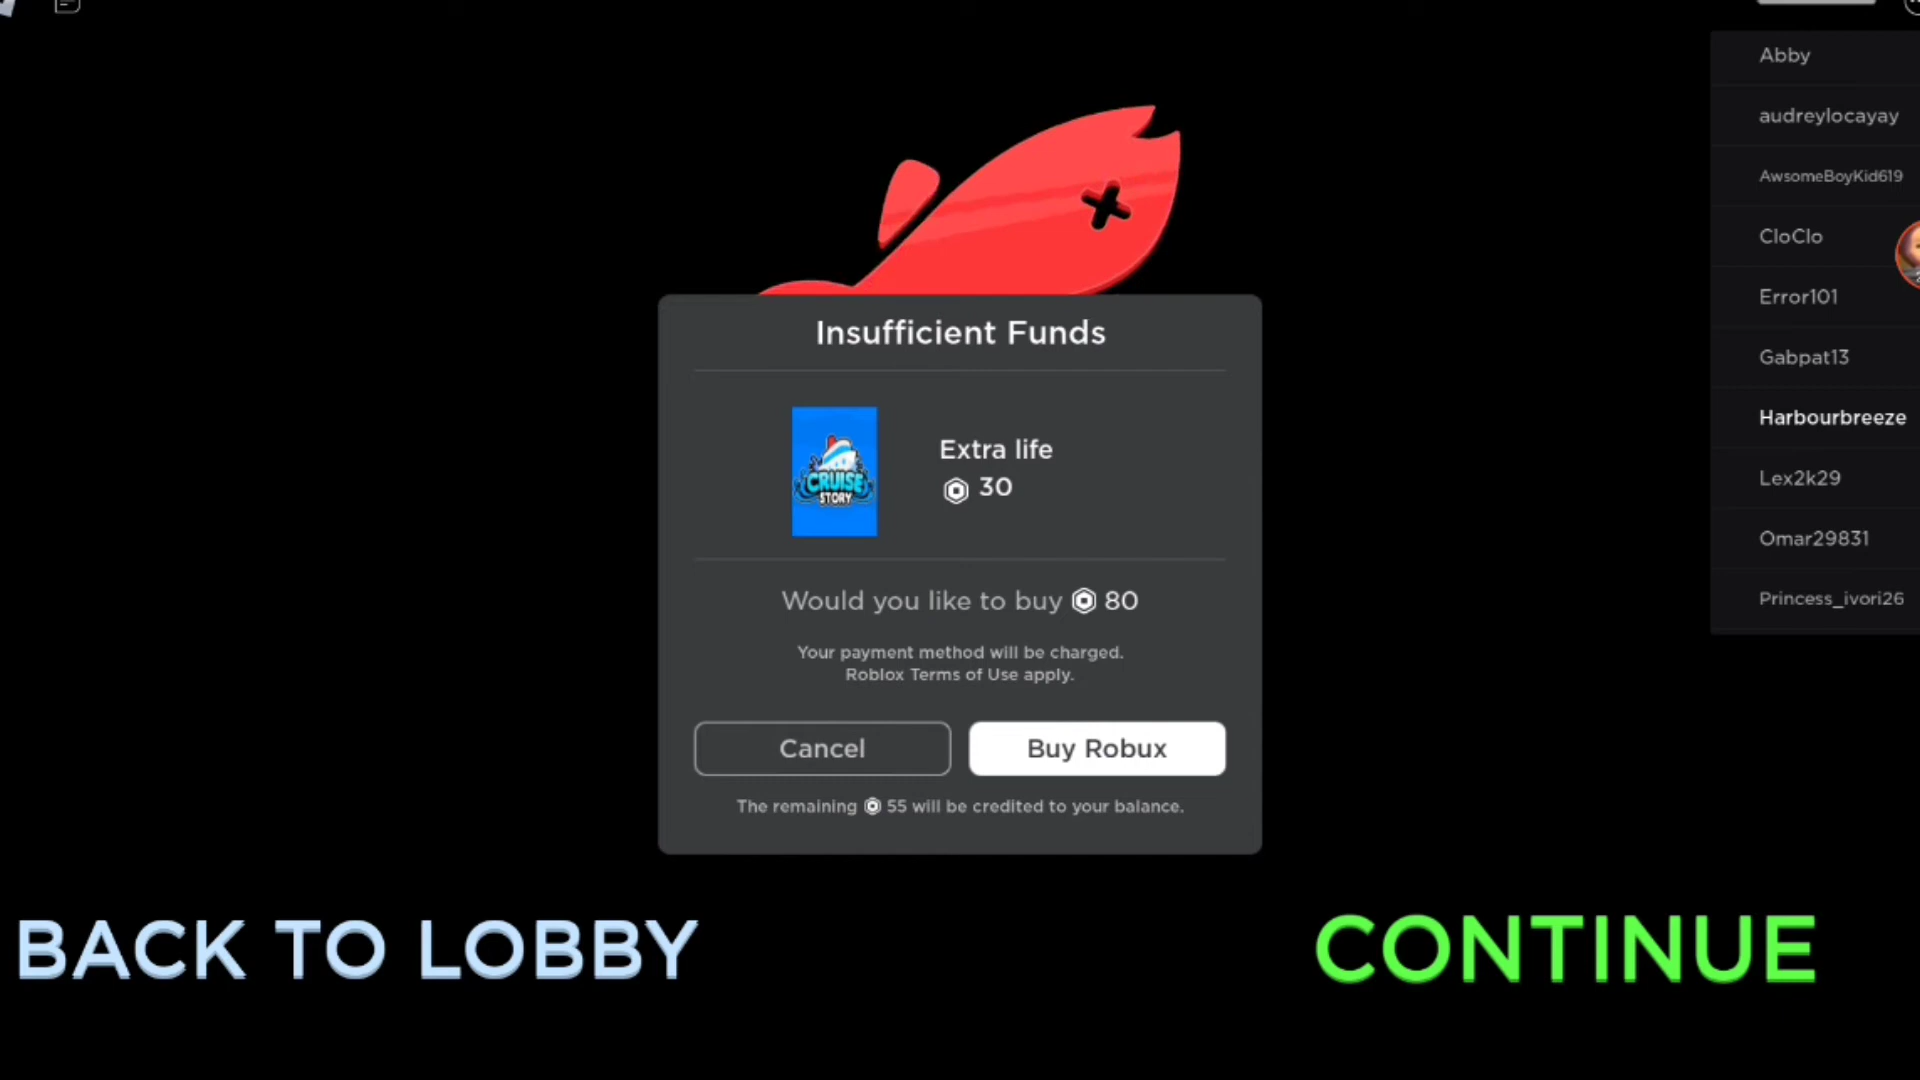 Insufficient Funds
CRUISE
STORY
Extra life
30
Would you like to buy 80
Your payment method will be charged.
Roblox Terms of Use apply.
Cancel
Buy Robux
The remaining 55 will be credited to your balance.
BACK TO LOBBY
CONTINUE
Abby
audreylocayay
AwsomeBoyKid619
CloClo
Error101
Gabpat13
Harbourbreeze
Lex2k29
Omar29831
Princess_ivori26